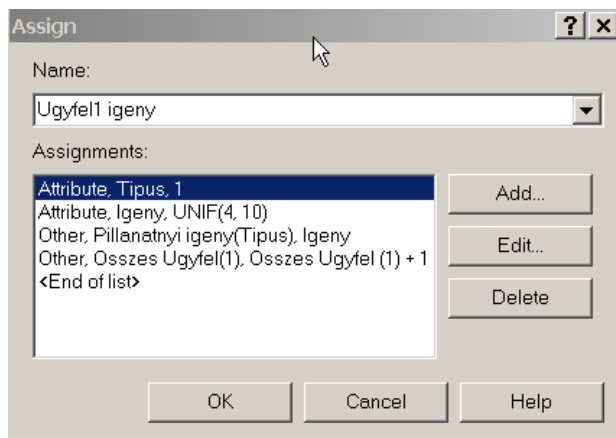 Assign
Name:
Ugyfel1 igeny
Assignments:
Attribute, Tipus, 1
Attribute, Igeny, UNIF(4, 10)
Other, Pillanatnyi igeny(Tipus), Igeny
Other, Osszes Ugyfel(1), Osszes Ugyfel (1) + 1
<End of list>
Add...
Edit...
Delete
OK
Cancel
Help